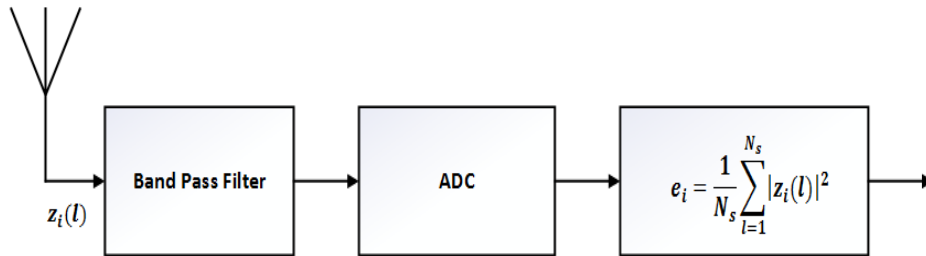 Band Pass Filter
ADC
e_i = \frac{1}{N_s} \sum_{l=1}^{N_s} |z_i(l)|^2
z_i(l)